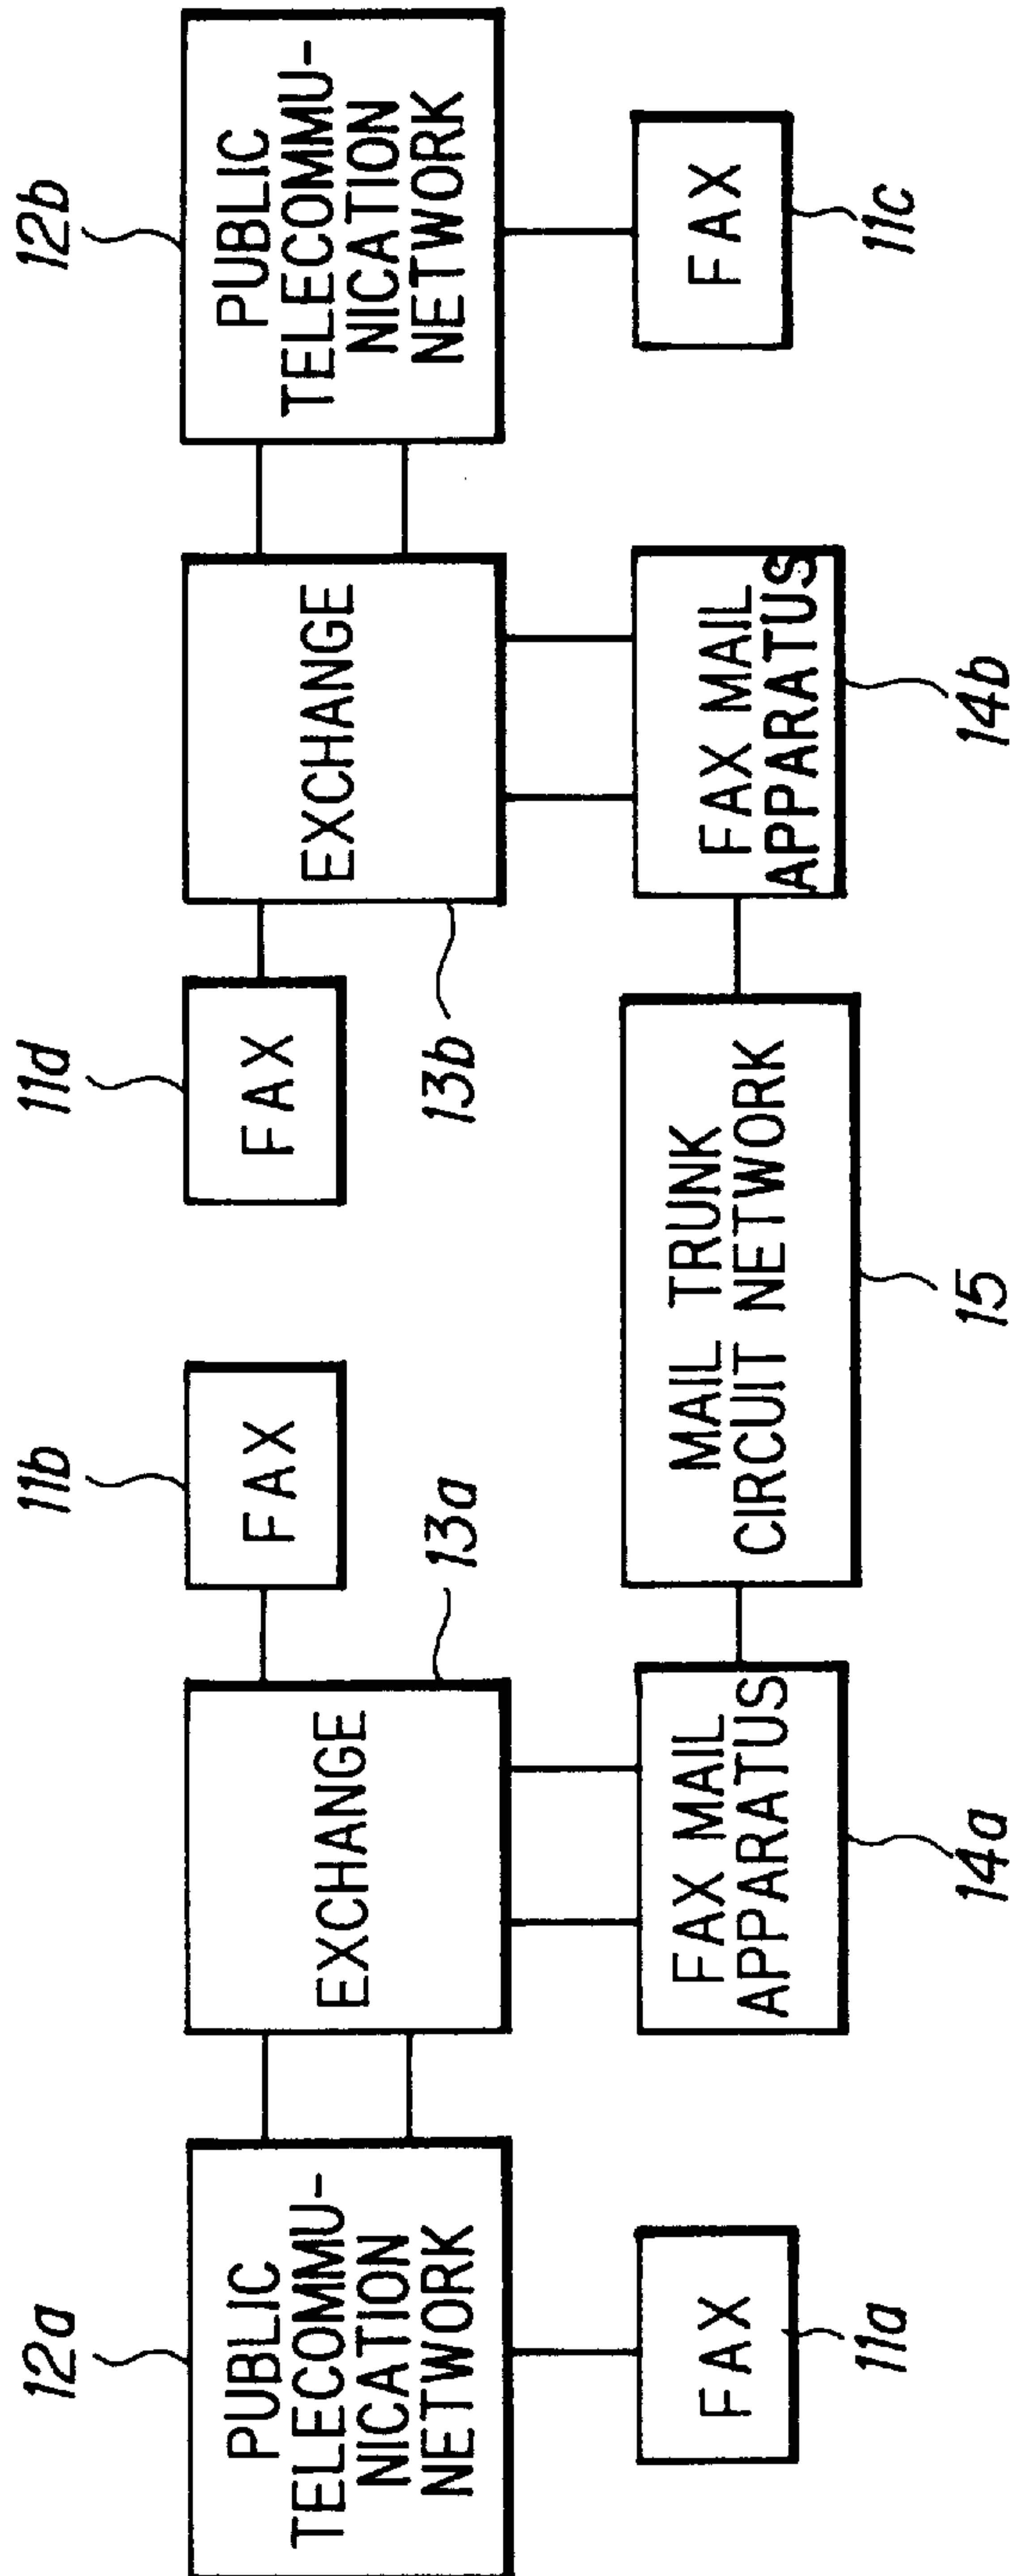 12a
PUBLIC
TELECOMMU-
NICATION
NETWORK
EXCHANGE
13a
11b
FAX
11d
FAX
EXCHANGE
13b
12b
PUBLIC
TELECOMMU-
NICATION
NETWORK
FAX
11a
FAX MAIL
APPARATUS
14a
MAIL TRUNK
CIRCUIT NETWORK
15
FAX MAIL
APPARATUS
14b
FAX
11c